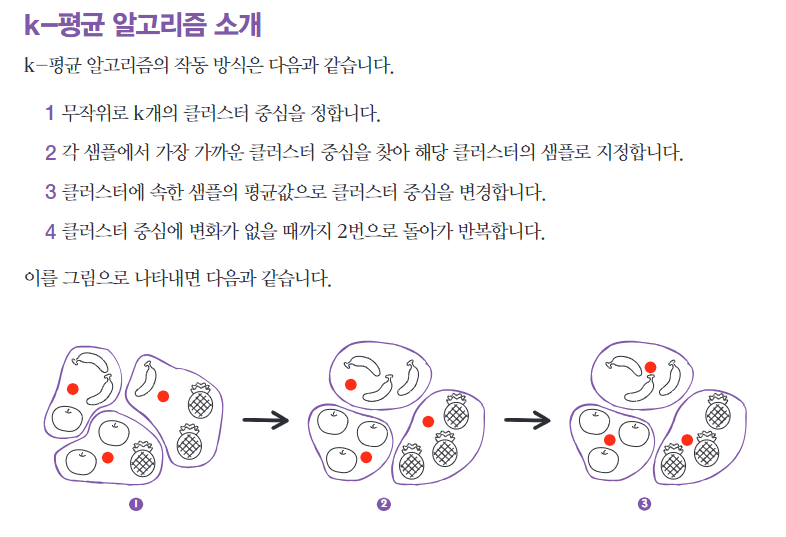 k-평균 알고리즘 소개
k-평균 알고리즘의 작동 방식은 다음과 같습니다.
1 무작위로 k개의 클러스터 중심을 정합니다.
2 각 샘플에서 가장 가까운 클러스터 중심을 찾아 해당 클러스터의 샘플로 지정합니다.
3 클러스터에 속한 샘플의 평균값으로 클러스터 중심을 변경합니다.
4 클러스터 중심에 변화가 없을 때까지 2번으로 돌아가 반복합니다.
이를 그림으로 나타내면 다음과 같습니다.
❶ ❷ ❸